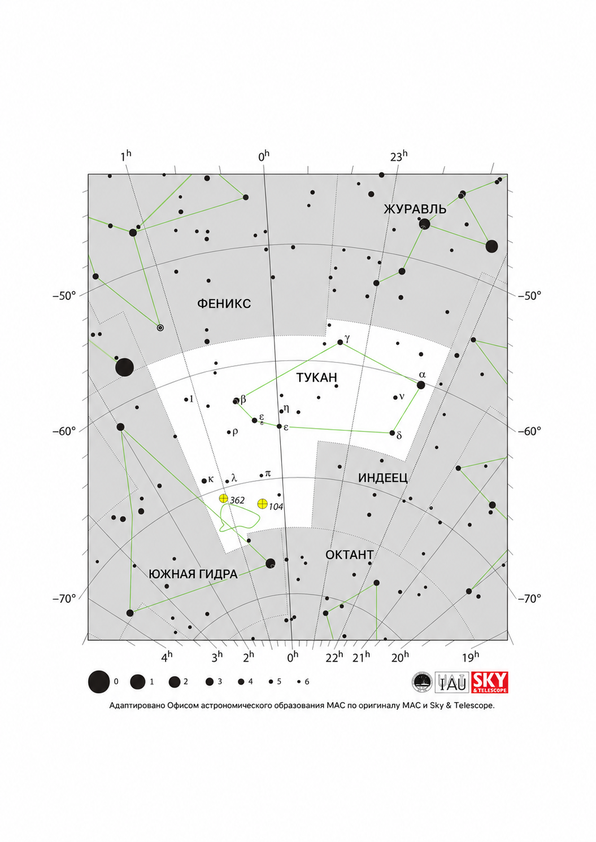 1h 0h 23h
ЖУРАВЛЬ
−50° −50°
ФЕНИКС
γ
ТУКАН
α
1 β ν
η
ζ
ε
−60° ρ δ −60°
κ λ π
ИНДЕЕЦ
362
104
ОКТАНТ
ЮЖНАЯ ГИДРА
−70° −70°
4h 3h 2h 0h 22h 21h 20h 19h
0 1 2 3 4 5 6
IAU
SKY
& TELESCOPE
Адаптировано Офисом астрономического образования МАС по оригиналу МАС и Sky & Telescope.